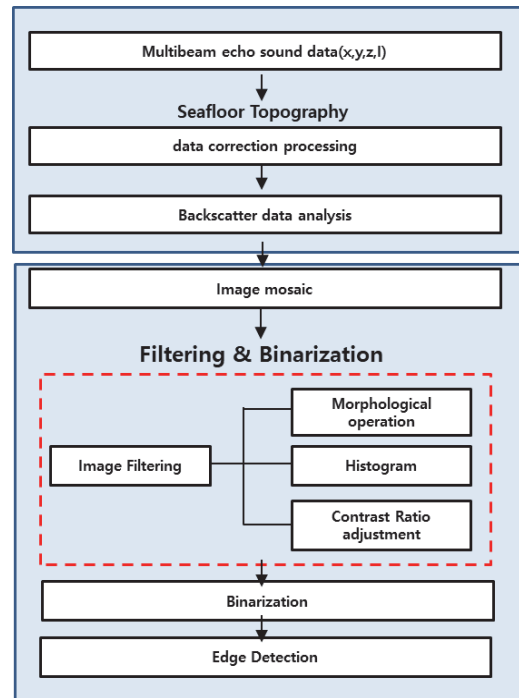 Multibeam echo sound data(x,y,z,I)
Seafloor Topography
data correction processing
Backscatter data analysis
Image mosaic
Filtering & Binarization
Morphological
operation
Image Filtering
Histogram
Contrast Ratio
adjustment
Binarization
Edge Detection